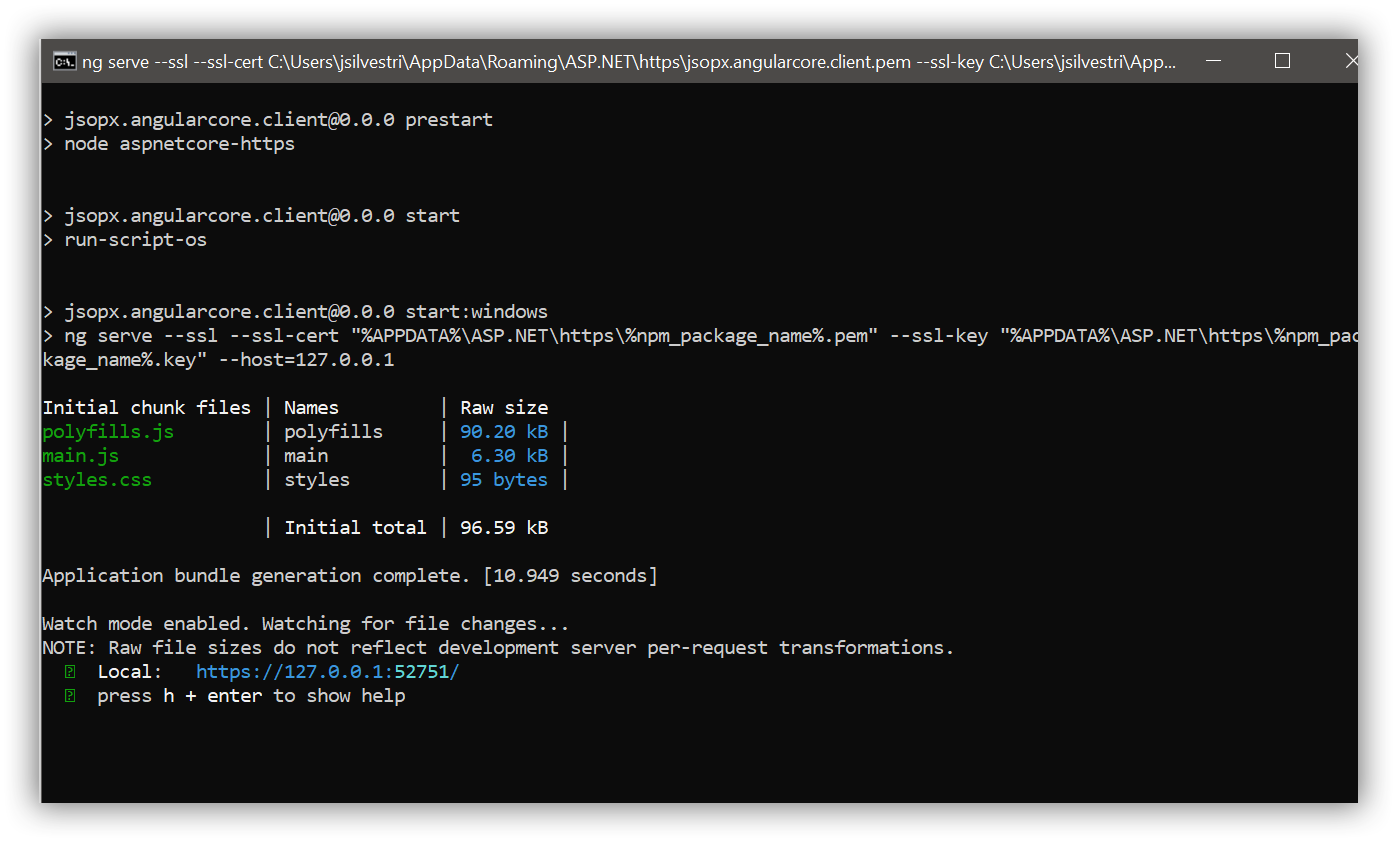 ng serve --ssl --ssl-cert C:\Users\jsilvestri\AppData\Roaming\ASP.NET\https\jsopx.angularcore.client.pem --ssl-key C:\Users\jsilvestri\App...
> jsopx.angularcore.client@0.0.0 prestart
> node aspnetcore-https
> jsopx.angularcore.client@0.0.0 start
> run-script-os
> jsopx.angularcore.client@0.0.0 start:windows
> ng serve --ssl --ssl-cert "%APPDATA%\ASP.NET\https\%npm_package_name%.pem" --ssl-key "%APPDATA%\ASP.NET\https\%npm_pac
kage_name%.key" --host=127.0.0.1
Initial chunk files | Names | Raw size
polyfills.js | polyfills | 90.20 kB |
main.js | main | 6.30 kB |
styles.css | styles | 95 bytes |
| Initial total | 96.59 kB
Application bundle generation complete. [10.949 seconds]
Watch mode enabled. Watching for file changes...
NOTE: Raw file sizes do not reflect development server per-request transformations.
Local: https://127.0.0.1:52751/
press h + enter to show help